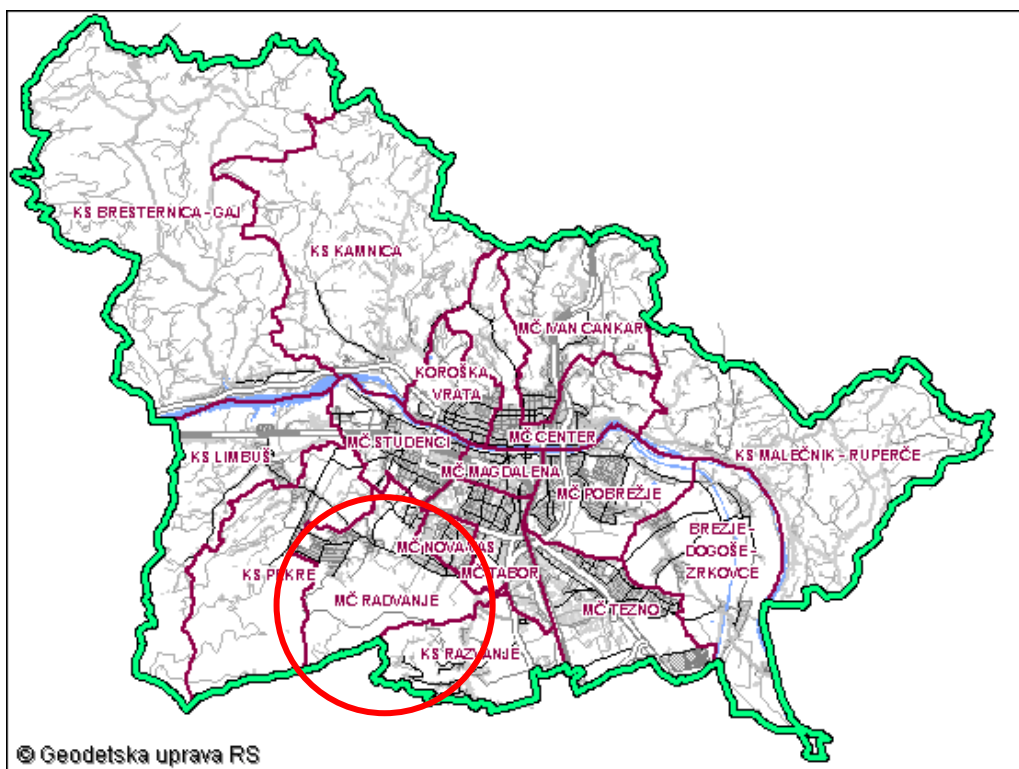 KS BRESTERNICA - GAJ
KS KAMNICA
MČ IVAN CANKAR
KOROŠKA
VRATA
MČ CENTER
MČ STUDENCI
KS LIMBUŠ
KS MALEČNIK - RUPERČE
MČ MAGDALENA
MČ POBREŽJE
BREZJE -
DOGOŠE -
ZRKOVCE
MČ NOVA VAS
MČ TABOR
KS PEKRE
MČ RADVANJE
MČ TEZNO
KS RAZVANJE
© Geodetska uprava RS